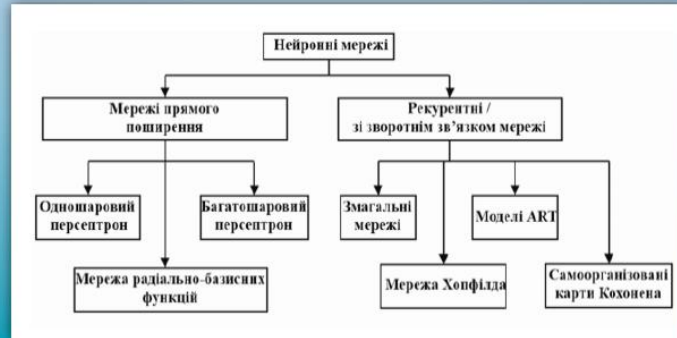 Нейронні мережі
Мережі прямого
поширення
Рекурентні /
зі зворотнім зв’язком мережі
Одношаровий
персептрон
Багатошаровий
персептрон
Змагальні
мережі
Моделі ART
Мережа радіально-базисних
функцій
Мережа Хопфілда
Самоорганізовані
карти Кохонена